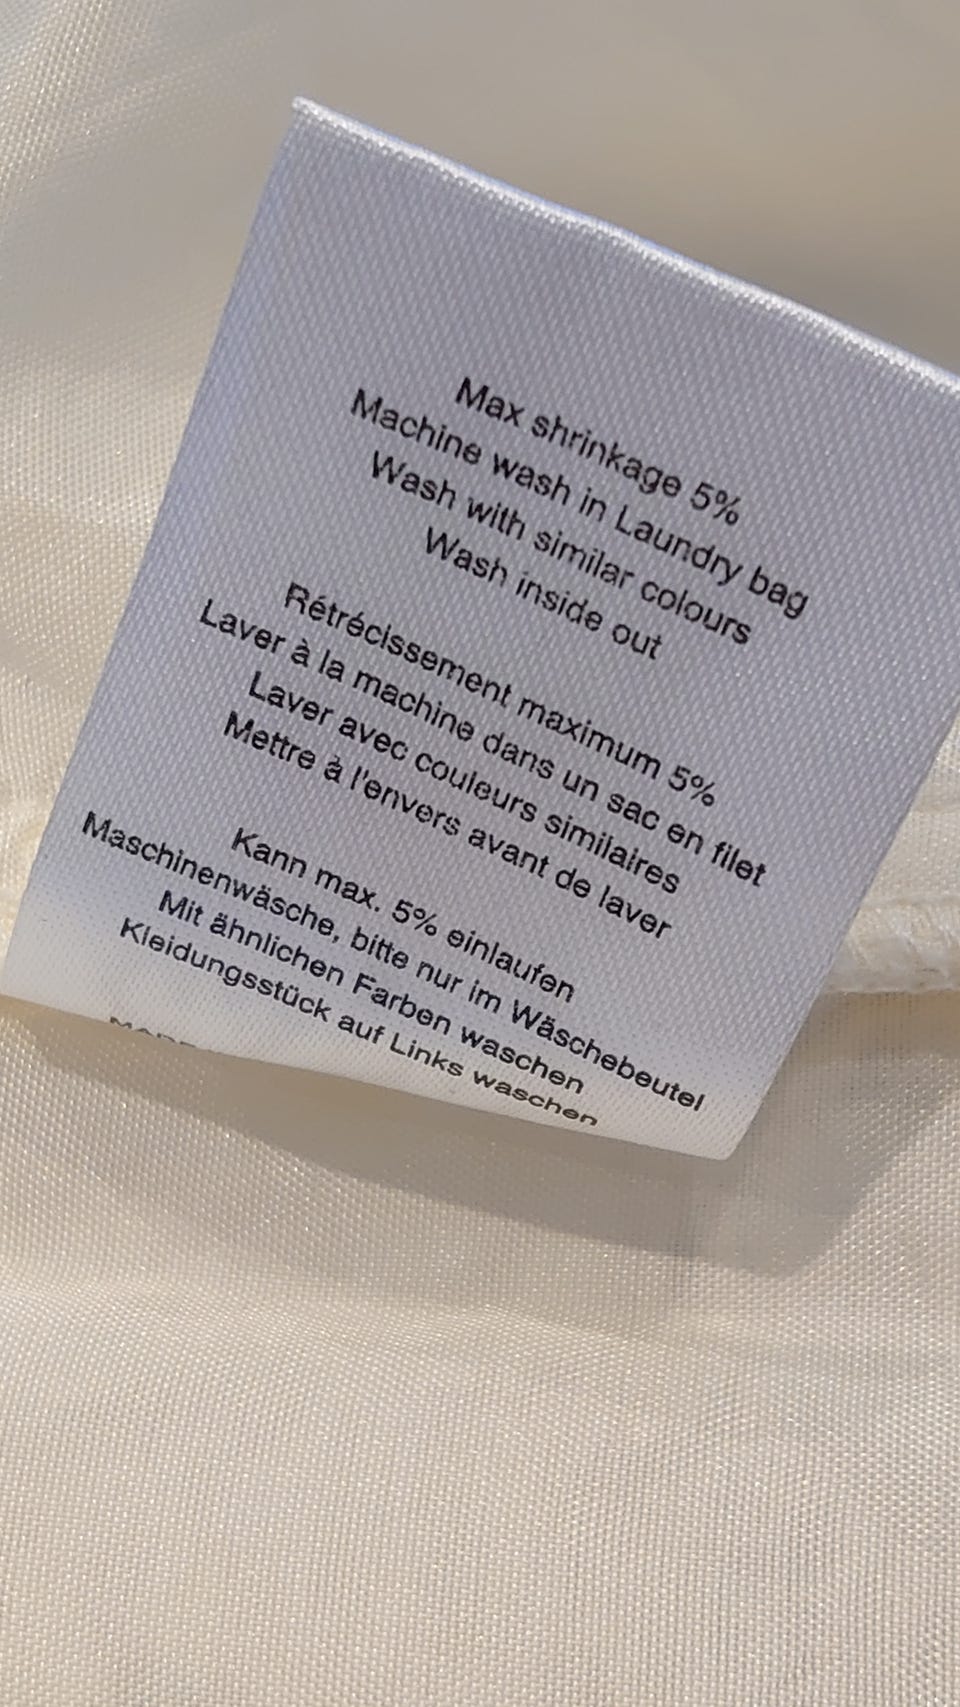 Max shrinkage 5%
Machine wash in Laundry bag
Wash with similar colours
Wash inside out
Rétrécissement maximum 5%
Laver à la machine dans un sac en filet
Laver avec couleurs similaires
Mettre à l'envers avant de laver
Kann max. 5% einlaufen
Maschinenwäsche, bitte nur im Wäschebeutel
Mit ähnlichen Farben waschen
Kleidungsstück auf Links waschen